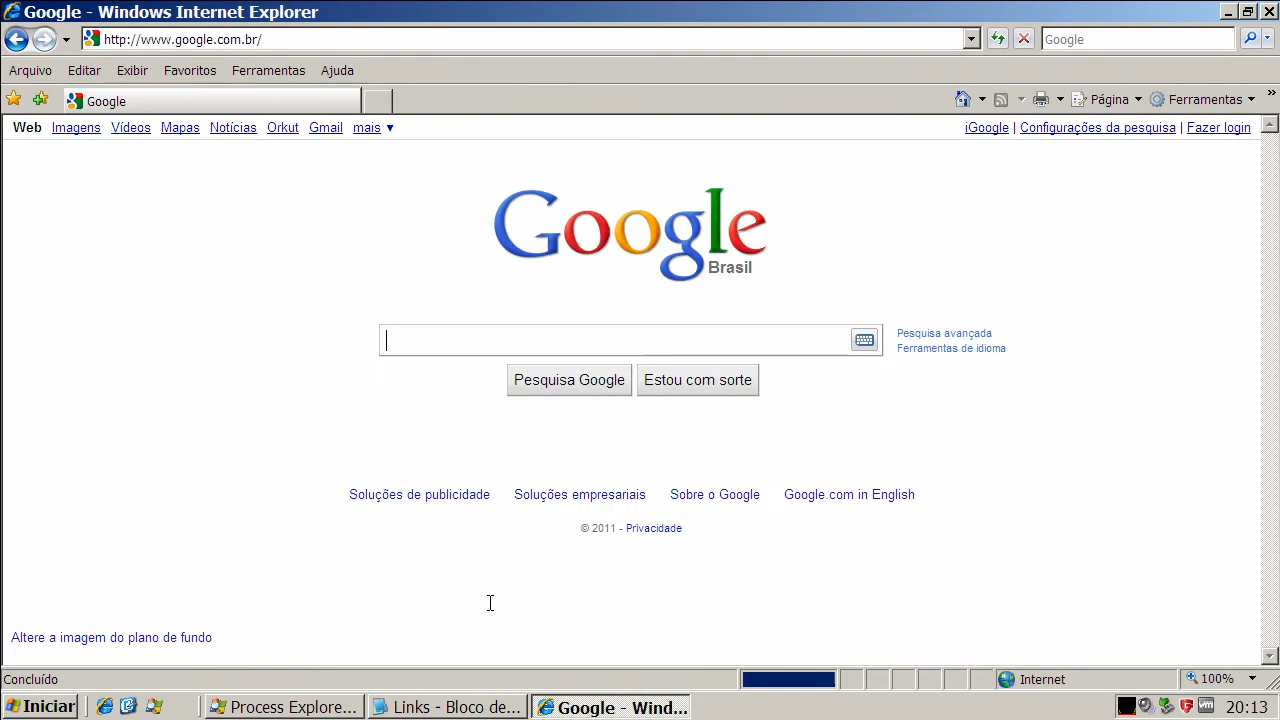 Google - Windows Internet Explorer
http://www.google.com.br/
Google
Arquivo Editar Exibir Favoritos Ferramentas Ajuda
Google
Página Ferramentas »
Web Imagens Vídeos Mapas Notícias Orkut Gmail mais ▼
iGoogle | Configurações da pesquisa | Fazer login
Google
Brasil
Pesquisa avançada
Ferramentas de idioma
Pesquisa Google Estou com sorte
Soluções de publicidade Soluções empresariais Sobre o Google Google.com in English
© 2011 - Privacidade
Altere a imagem do plano de fundo
Concluído Internet 100%
Iniciar Process Explore... Links - Bloco de... Google - Wind... 20:13